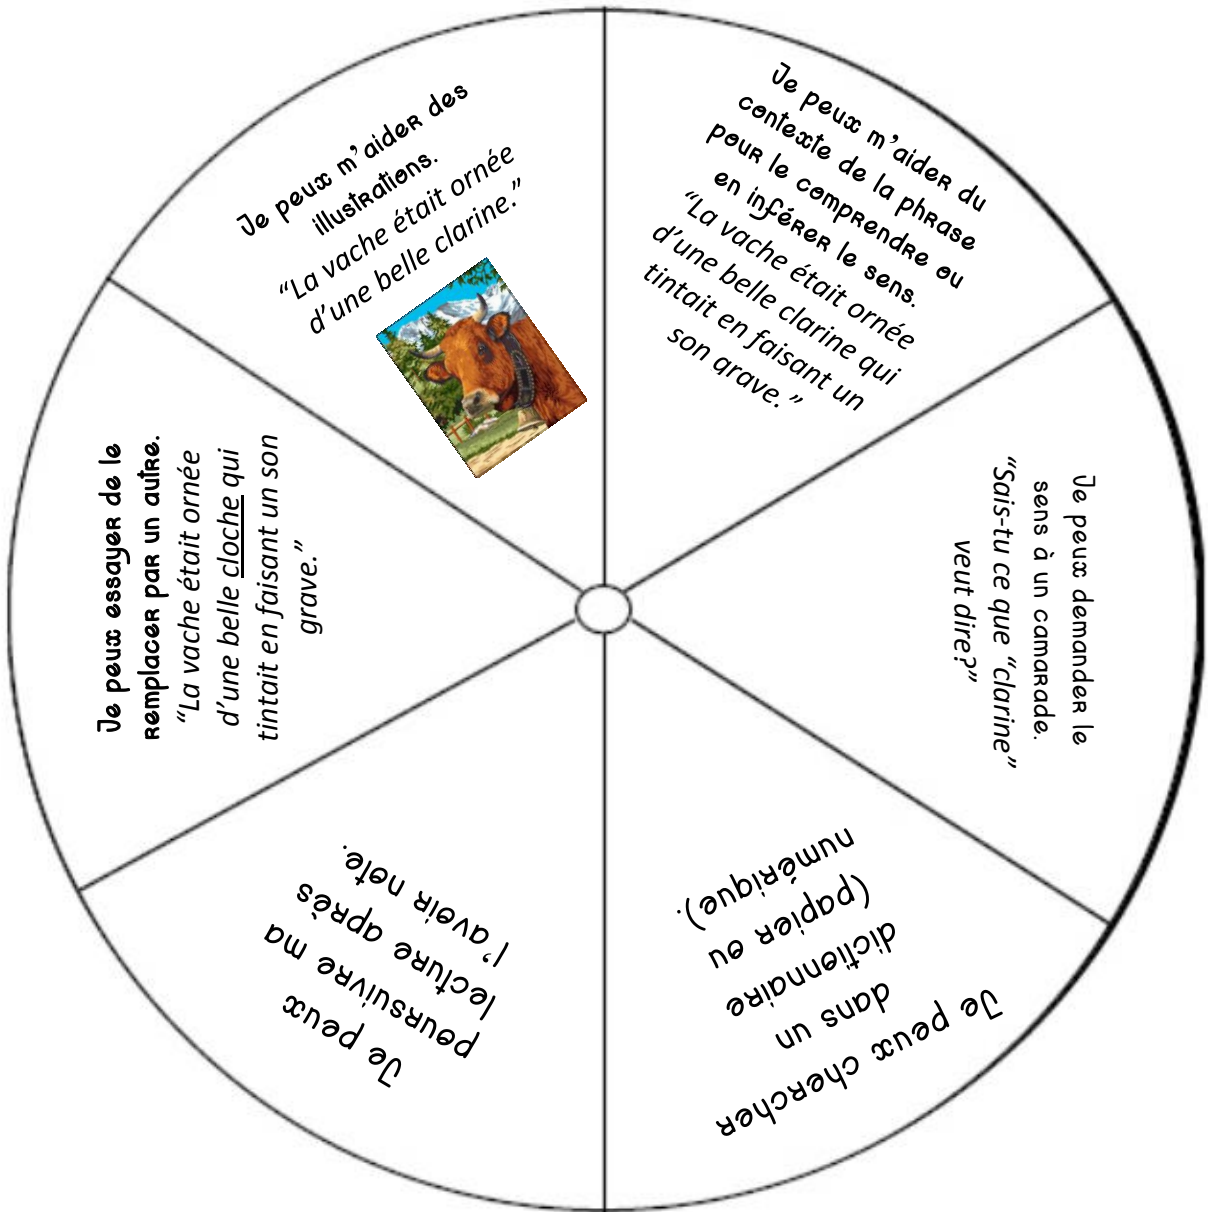 Je peux m'aider du
contexte de la phrase
pour le comprendre ou
en inférer le sens.
“La vache était ornée
d'une belle clarine qui
tintait en faisant un
son grave.”
Je peux demander le
sens à un camarade.
“Sais-tu ce que “clarine”
veut dire?”
Je peux chercher
dans un
dictionnaire
(papier ou
numérique).
Je peux
poursuivre ma
lecture après
l'avoir noté.
Je peux essayer de le
remplacer par un autre.
“La vache était ornée
d'une belle cloche qui
tintait en faisant un son
grave.”
Je peux m'aider des
illustrations.
“La vache était ornée
d'une belle clarine.”